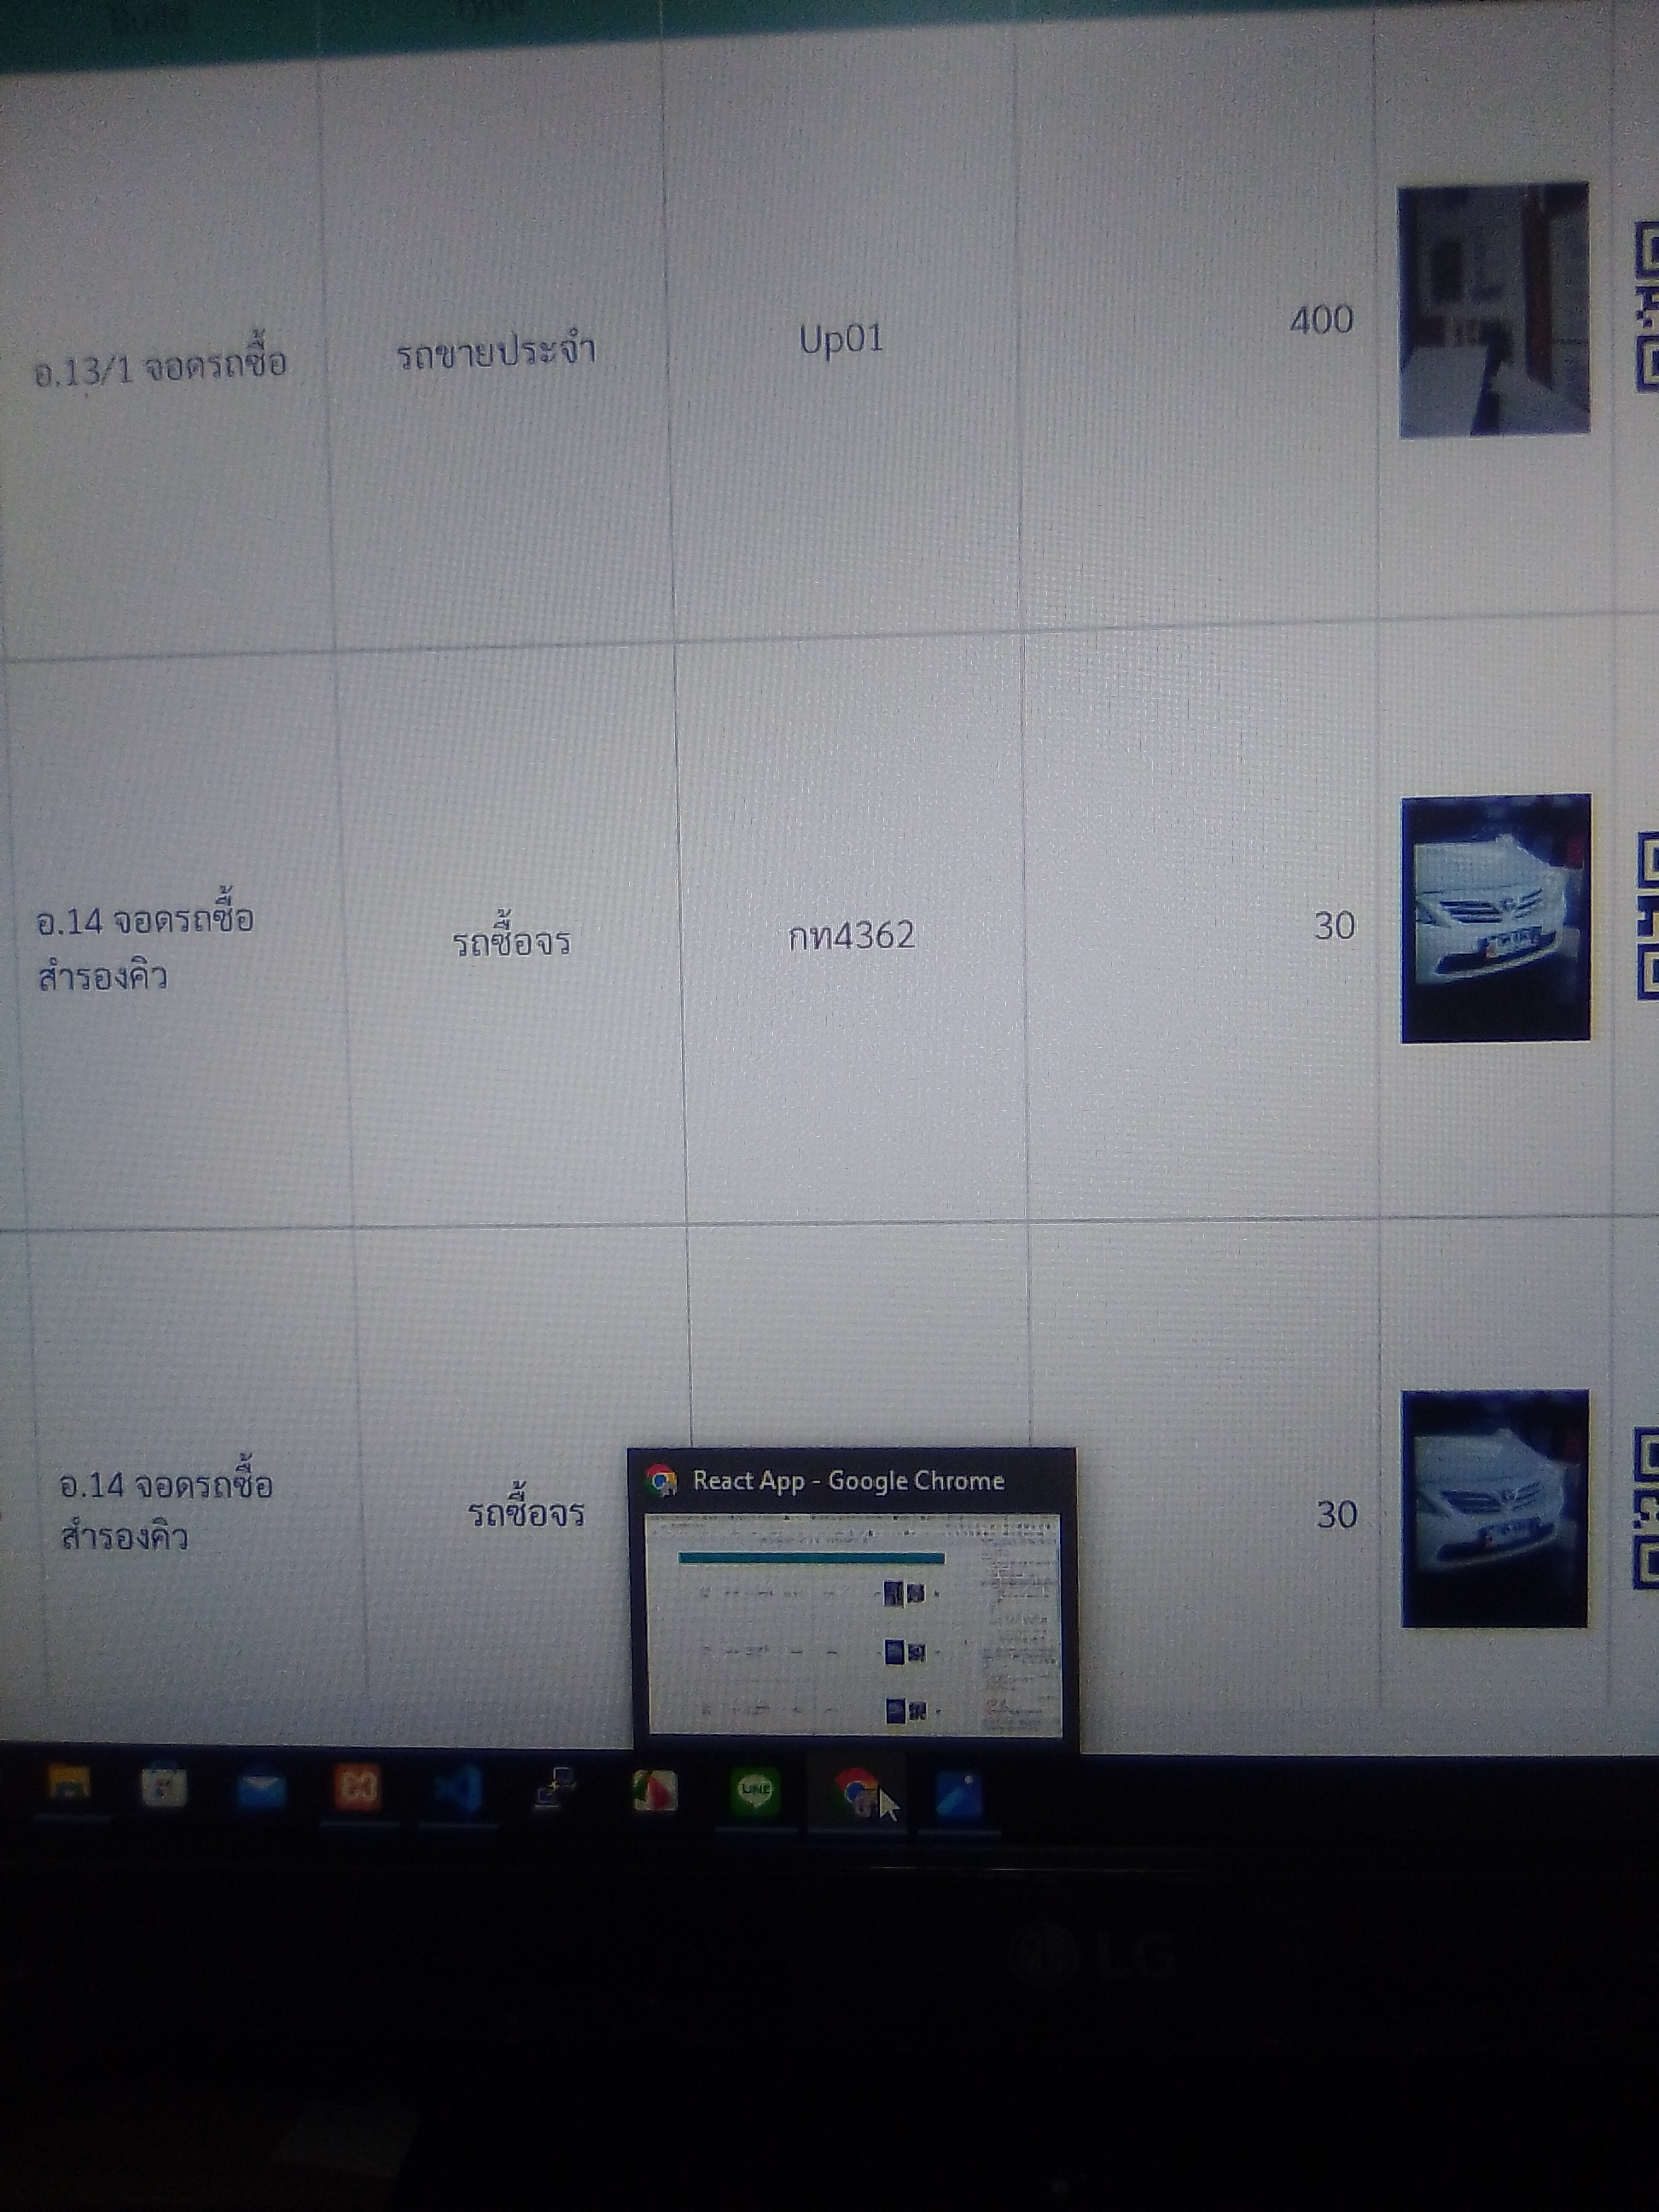 Build
Type
อ.13/1 จอดรถซื้อ
รถขายประจำ
Up01
400
อ.14 จอดรถซื้อ
สำรองคิว
รถซื้อจร
กท4362
30
อ.14 จอดรถซื้อ
สำรองคิว
รถซื้อจร
30
React App - Google Chrome
LINE
LG